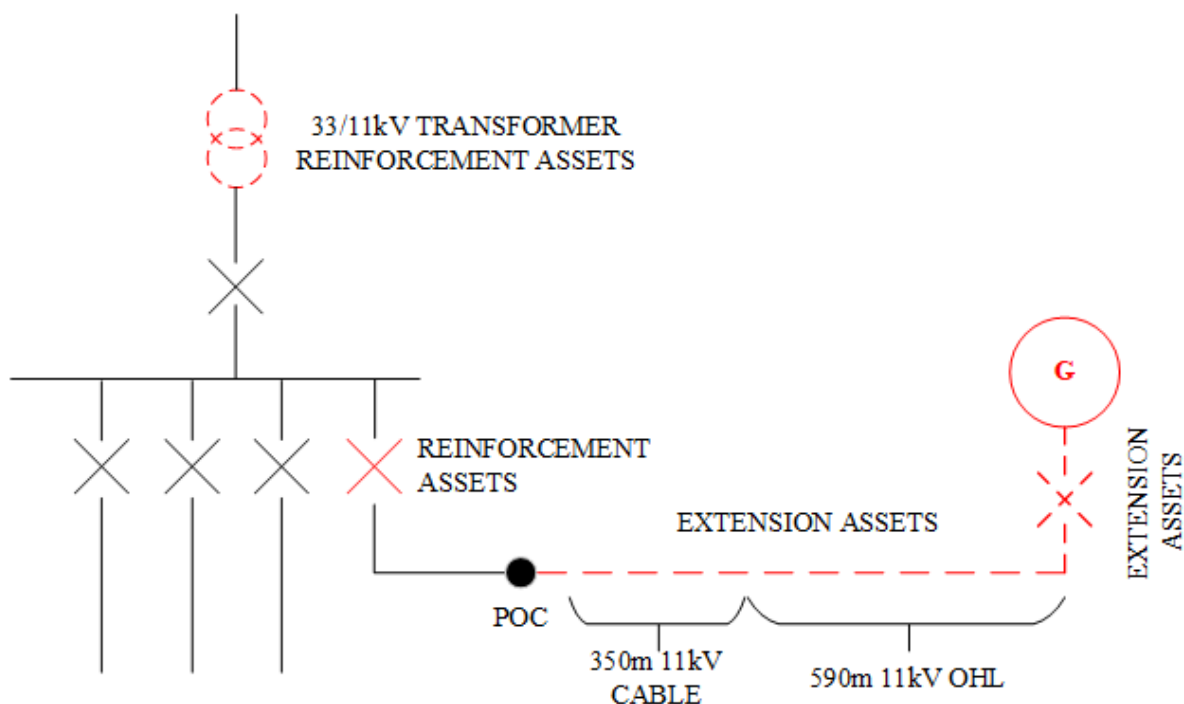 33/11kV TRANSFORMER
REINFORCEMENT ASSETS
G
REINFORCEMENT
ASSETS
EXTENSION ASSETS
EXTENSION
ASSETS
POC
350m 11kV
CABLE
590m 11kV OHL